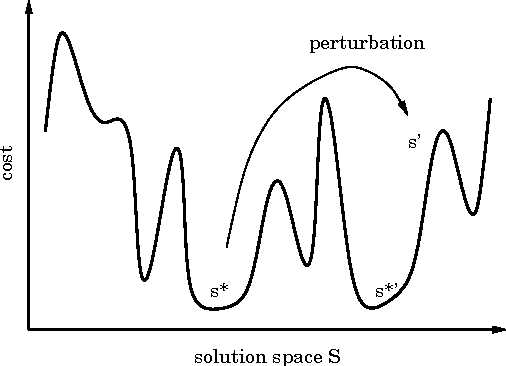 perturbation
s'
cost
s*
s*'
solution space S